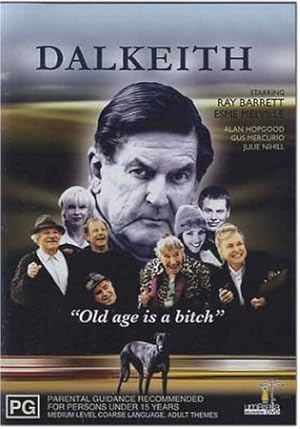 DALKEITH
STARRING
RAY BARRETT
ESME MELVILLE
ALAN HOPGOOD
GUS MERCURIO
JULIE NIHILL
"Old age is a bitch"
PG
PARENTAL GUIDANCE RECOMMENDED
FOR PERSONS UNDER 15 YEARS
MEDIUM LEVEL COARSE LANGUAGE, ADULT THEMES